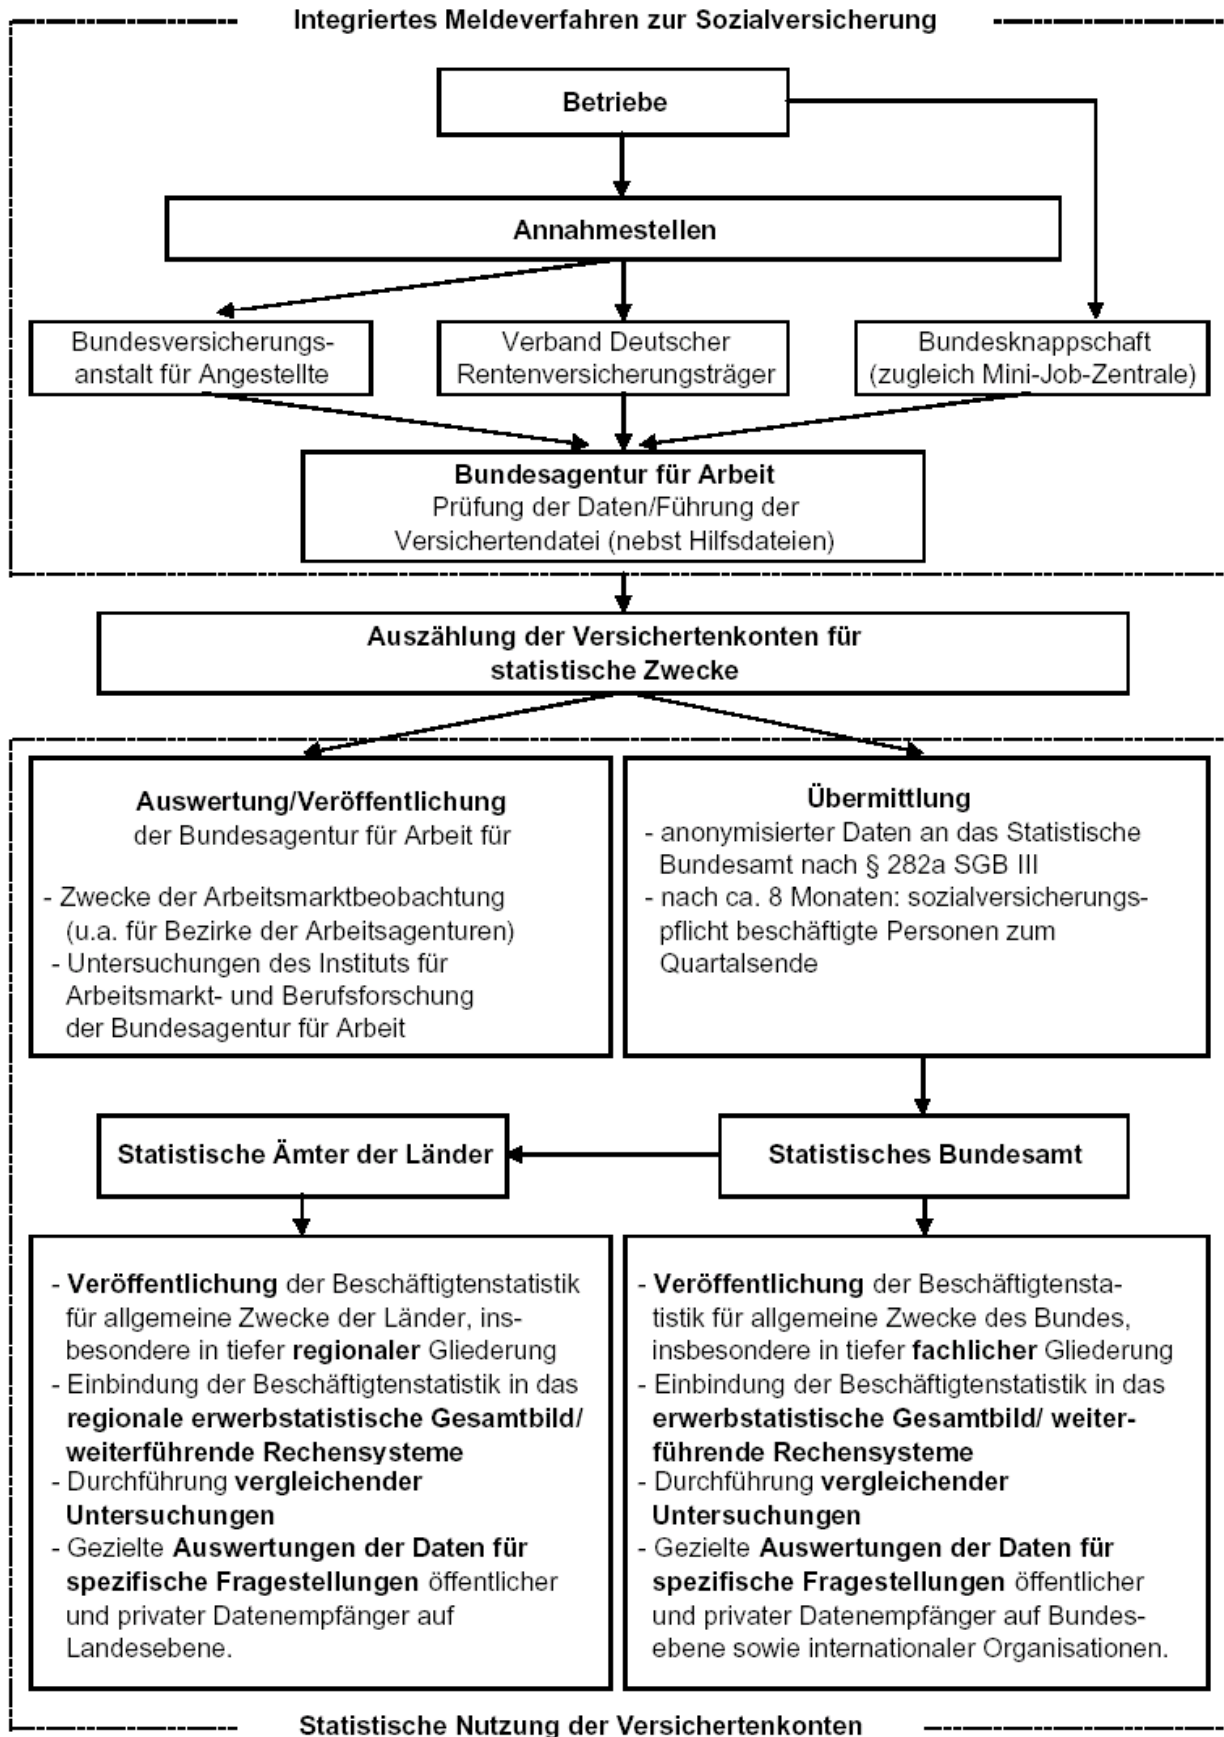 Integriertes Meldeverfahren zur Sozialversicherung
Betriebe
Annahmestellen
Bundesversicherungs-
anstalt für Angestellte
Verband Deutscher
Rentenversicherungsträger
Bundesknappschaft
(zugleich Mini-Job-Zentrale)
Bundesagentur für Arbeit
Prüfung der Daten/Führung der
Versichertendatei (nebst Hilfsdateien)
Auszählung der Versichertenkonten für
statistische Zwecke
Auswertung/Veröffentlichung
der Bundesagentur für Arbeit für
- Zwecke der Arbeitsmarktbeobachtung
(u.a. für Bezirke der Arbeitsagenturen)
- Untersuchungen des Instituts für
Arbeitsmarkt- und Berufsforschung
der Bundesagentur für Arbeit
Übermittlung
- anonymisierter Daten an das Statistische
Bundesamt nach § 282a SGB III
- nach ca. 8 Monaten: sozialversicherungs-
pflicht beschäftigte Personen zum
Quartalsende
Statistische Ämter der Länder
Statistisches Bundesamt
- Veröffentlichung der Beschäftigtenstatistik
für allgemeine Zwecke der Länder, ins-
besondere in tiefer regionaler Gliederung
- Einbindung der Beschäftigtenstatistik in das
regionale erwerbstatistische Gesamtbild/
weiterführende Rechensysteme
- Durchführung vergleichender
Untersuchungen
- Gezielte Auswertungen der Daten für
spezifische Fragestellungen öffentlicher
und privater Datenempfänger auf
Landesebene.
- Veröffentlichung der Beschäftigtensta-
tistik für allgemeine Zwecke des Bundes,
insbesondere in tiefer fachlicher Gliederung
- Einbindung der Beschäftigtenstatistik in das
erwerbstatistische Gesamtbild/ weiter-
führende Rechensysteme
- Durchführung vergleichender
Untersuchungen
- Gezielte Auswertungen der Daten für
spezifische Fragestellungen öffentlicher
und privater Datenempfänger auf Bundes-
ebene sowie internationaler Organisationen.
Statistische Nutzung der Versichertenkonten